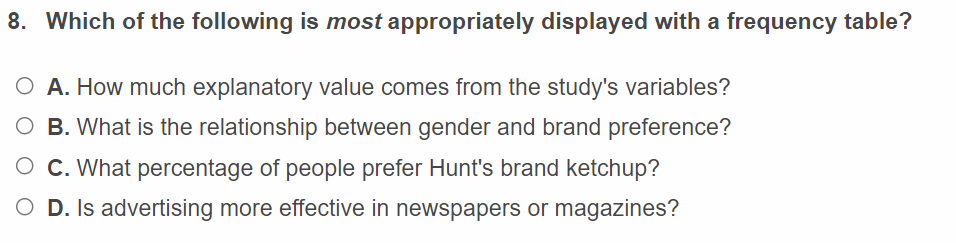 8. Which of the following is most appropriately displayed with a frequency table?
A. How much explanatory value comes from the study's variables?
B. What is the relationship between gender and brand preference?
C. What percentage of people prefer Hunt's brand ketchup?
D. Is advertising more effective in newspapers or magazines?